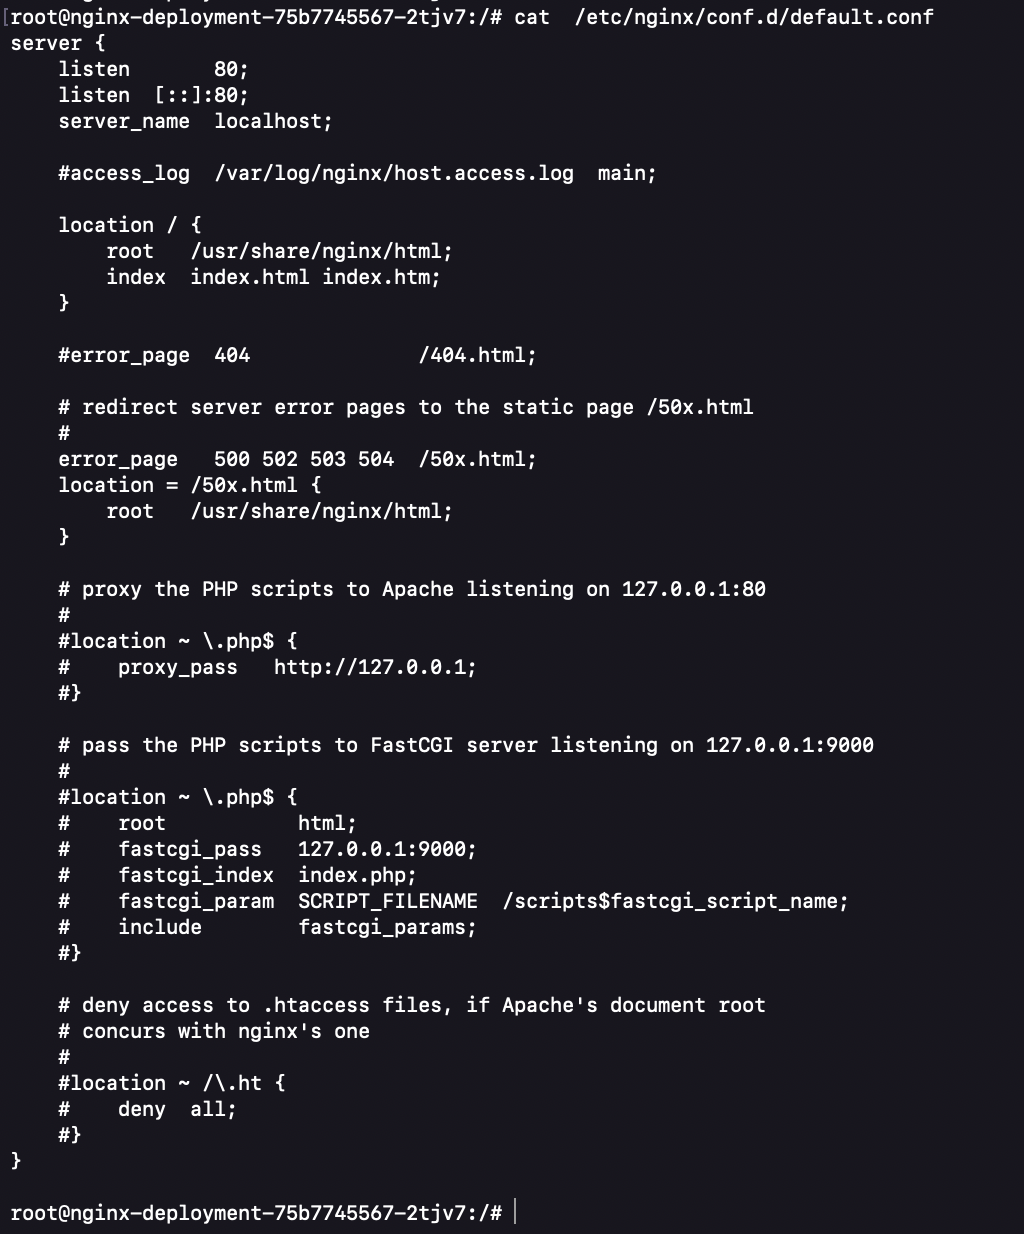 [root@nginx-deployment-75b7745567-2tjv7:/# cat  /etc/nginx/conf.d/default.conf
server {
    listen       80;
    listen  [::]:80;
    server_name  localhost;

    #access_log  /var/log/nginx/host.access.log  main;

    location / {
        root   /usr/share/nginx/html;
        index  index.html index.htm;
    }

    #error_page  404              /404.html;

    # redirect server error pages to the static page /50x.html
    #
    error_page   500 502 503 504  /50x.html;
    location = /50x.html {
        root   /usr/share/nginx/html;
    }

    # proxy the PHP scripts to Apache listening on 127.0.0.1:80
    #
    #location ~ \.php$ {
    #    proxy_pass   http://127.0.0.1;
    #}

    # pass the PHP scripts to FastCGI server listening on 127.0.0.1:9000
    #
    #location ~ \.php$ {
    #    root           html;
    #    fastcgi_pass   127.0.0.1:9000;
    #    fastcgi_index  index.php;
    #    fastcgi_param  SCRIPT_FILENAME  /scripts$fastcgi_script_name;
    #    include        fastcgi_params;
    #}

    # deny access to .htaccess files, if Apache's document root
    # concurs with nginx's one
    #
    #location ~ /\.ht {
    #    deny  all;
    #}
}

root@nginx-deployment-75b7745567-2tjv7:/#